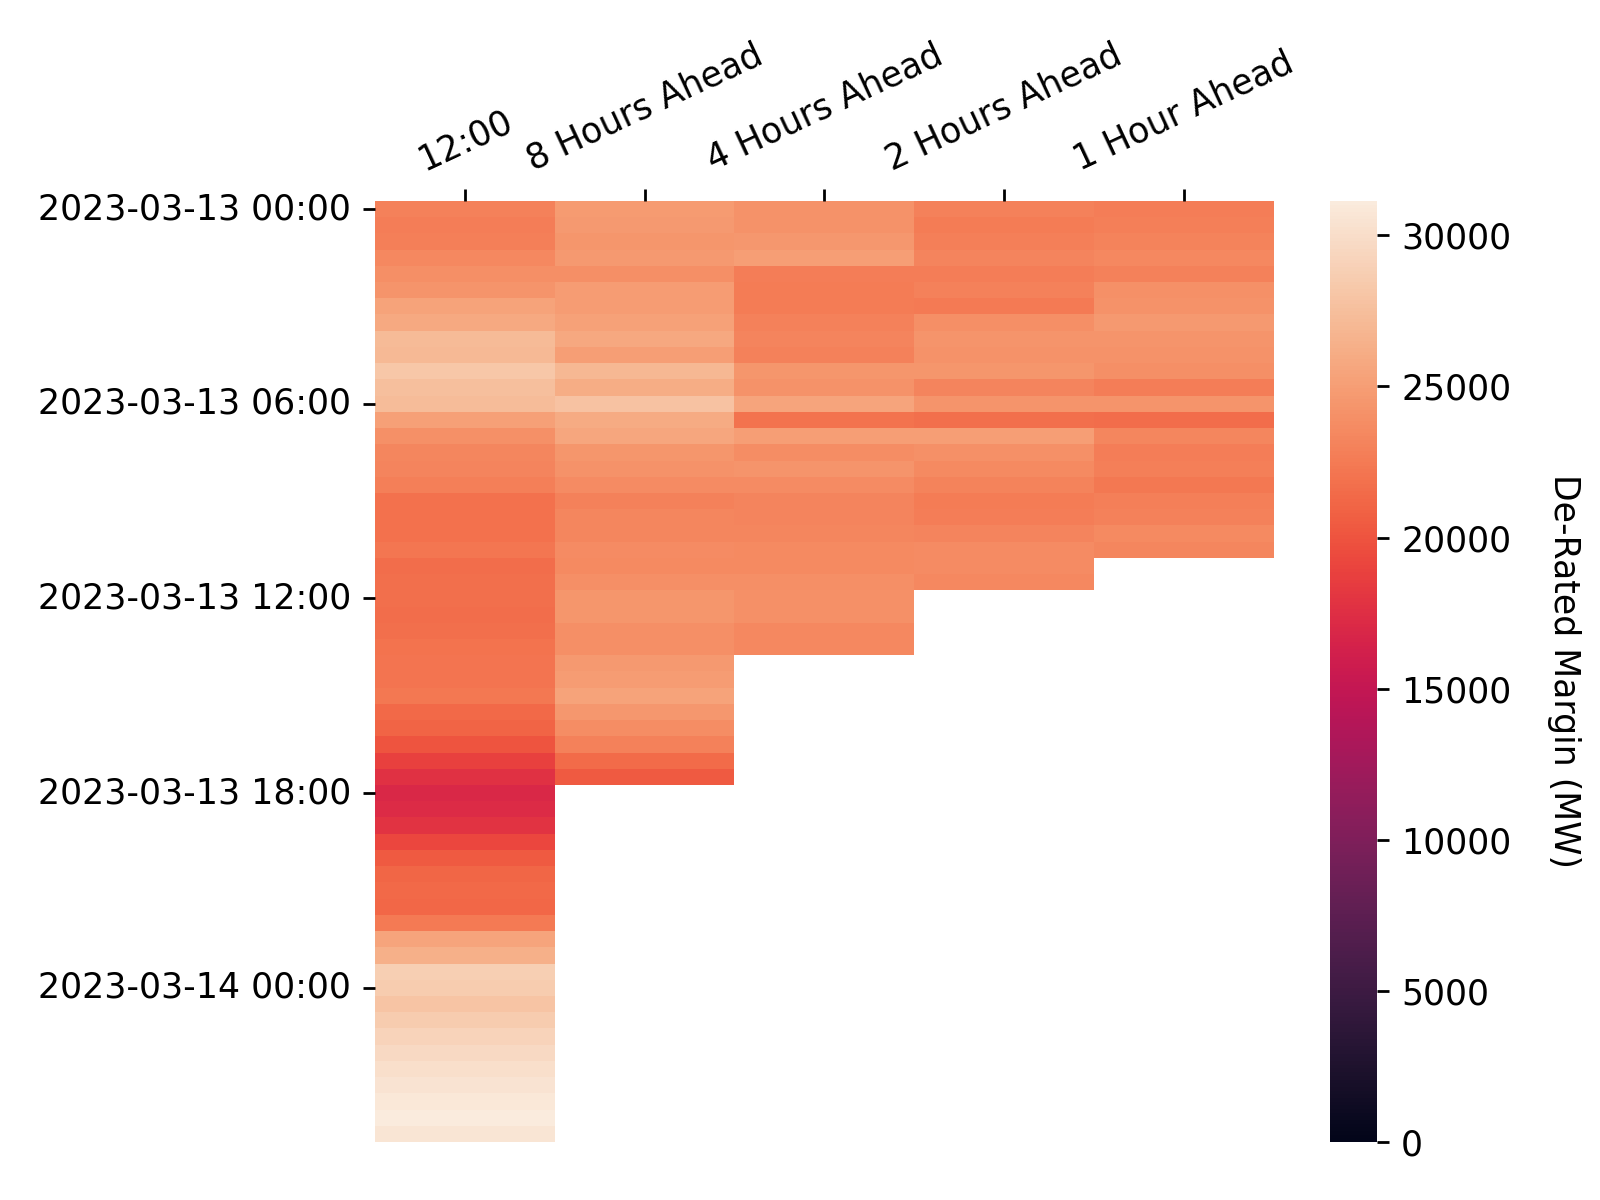 12:00
8 Hours Ahead
4 Hours Ahead
2 Hours Ahead
1 Hour Ahead
2023-03-13 00:00
2023-03-13 06:00
2023-03-13 12:00
2023-03-13 18:00
2023-03-14 00:00
30000
25000
20000
15000
10000
5000
0
De-Rated Margin (MW)